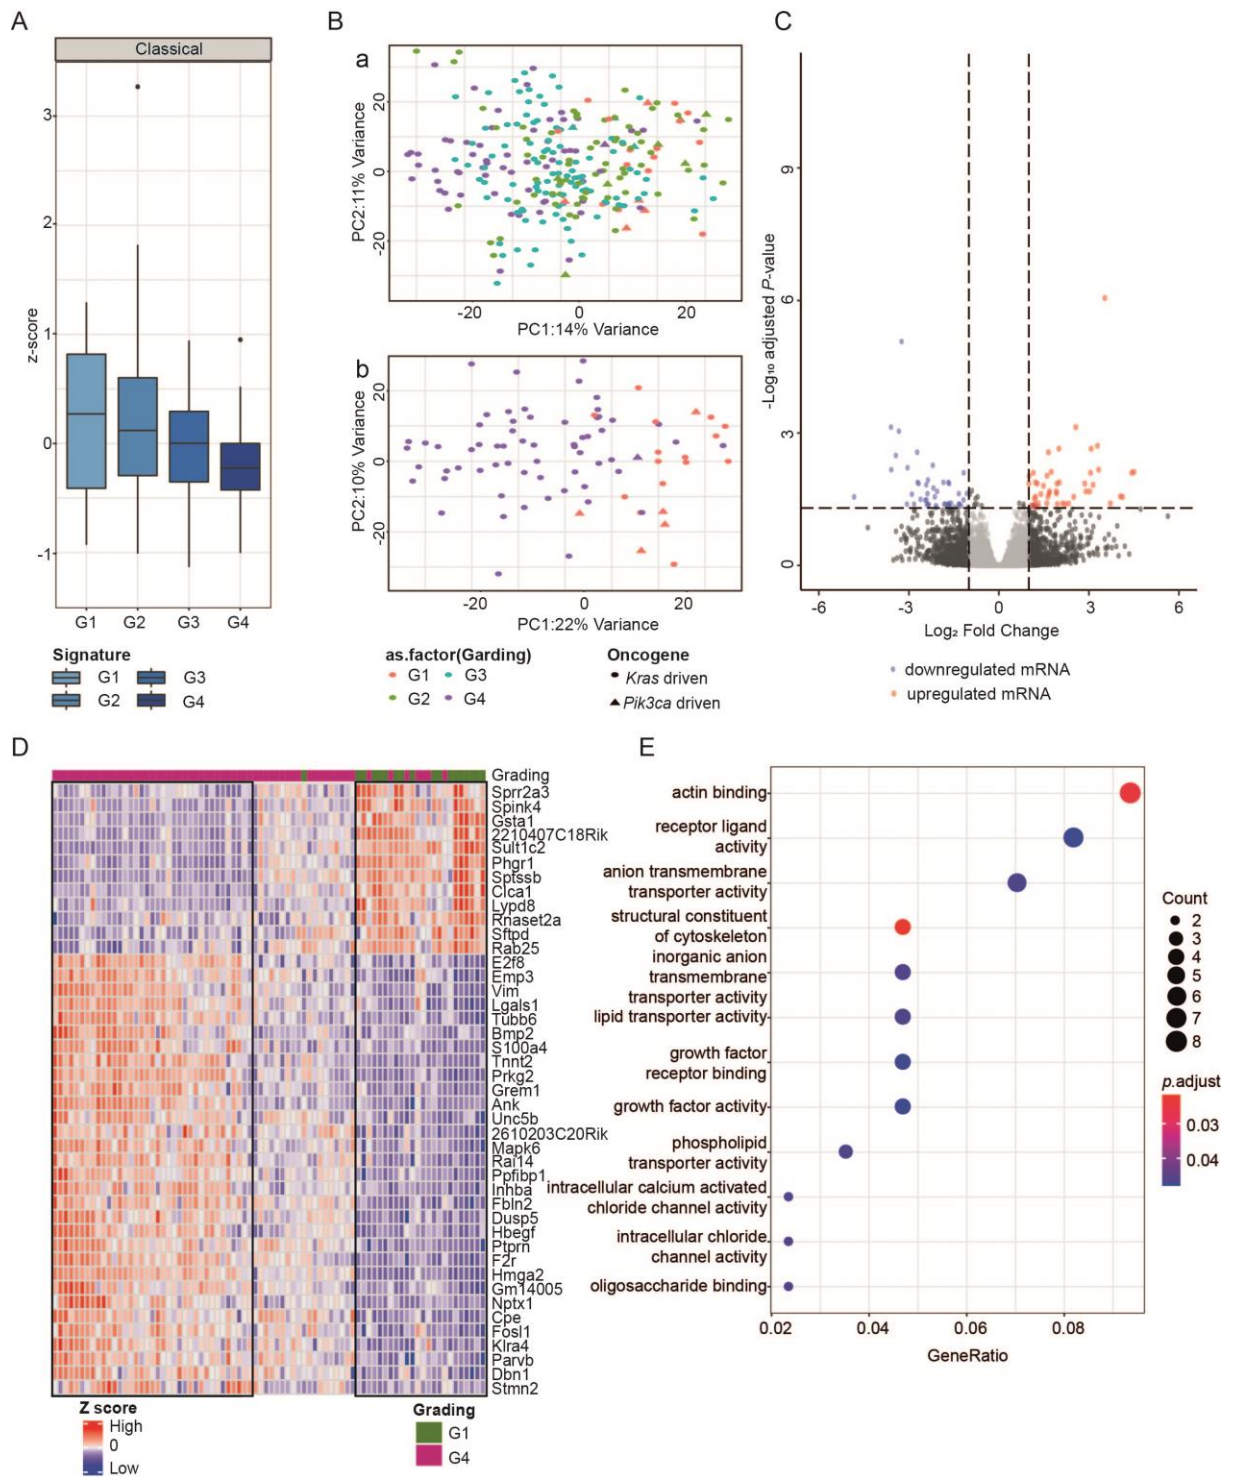 A
Classical
3
2
1
0
-1
z-score
G1 G2 G3 G4
Signature
G1 G3
G2 G4
B
a
20
0
-20
PC2:11% Variance
-20 0 20
PC1:14% Variance
b
20
0
-20
PC2:10% Variance
-20 0 20
PC1:22% Variance
as.factor(Garding)
G1 G3
G2 G4
Oncogene
Kras driven
Pik3ca driven
C
9
6
3
0
-Log₁₀ adjusted P-value
-6 -3 0 3 6
Log₂ Fold Change
downregulated mRNA
upregulated mRNA
D
Grading
Sprr2a3
Spink4
Gsta1
2210407C18Rik
Sult1c2
Phgr1
Sptssb
Clca1
Lypd8
Rnaset2a
Sftpd
Rab25
E2f8
Emp3
Vim
Lgals1
Tubb6
Bmp2
S100a4
Tnnt2
Prkg2
Grem1
Ank
Unc5b
2610203C20Rik
Mapk6
Rai14
Ppfibp1
Inhba
Fbln2
Dusp5
Hbegf
Ptprn
F2r
Hmga2
Gm14005
Nptx1
Cpe
Fosl1
Klra4
Parvb
Dbn1
Stmn2
Z score
High
0
Low
Grading
G1
G4
E
actin binding
receptor ligand
activity
anion transmembrane
transporter activity
structural constituent
of cytoskeleton
inorganic anion
transmembrane
transporter activity
lipid transporter activity
growth factor
receptor binding
growth factor activity
phospholipid
transporter activity
intracellular calcium activated
chloride channel activity
intracellular chloride
channel activity
oligosaccharide binding
0.02 0.04 0.06 0.08
GeneRatio
Count
2
3
4
5
6
7
8
p.adjust
0.03
0.04